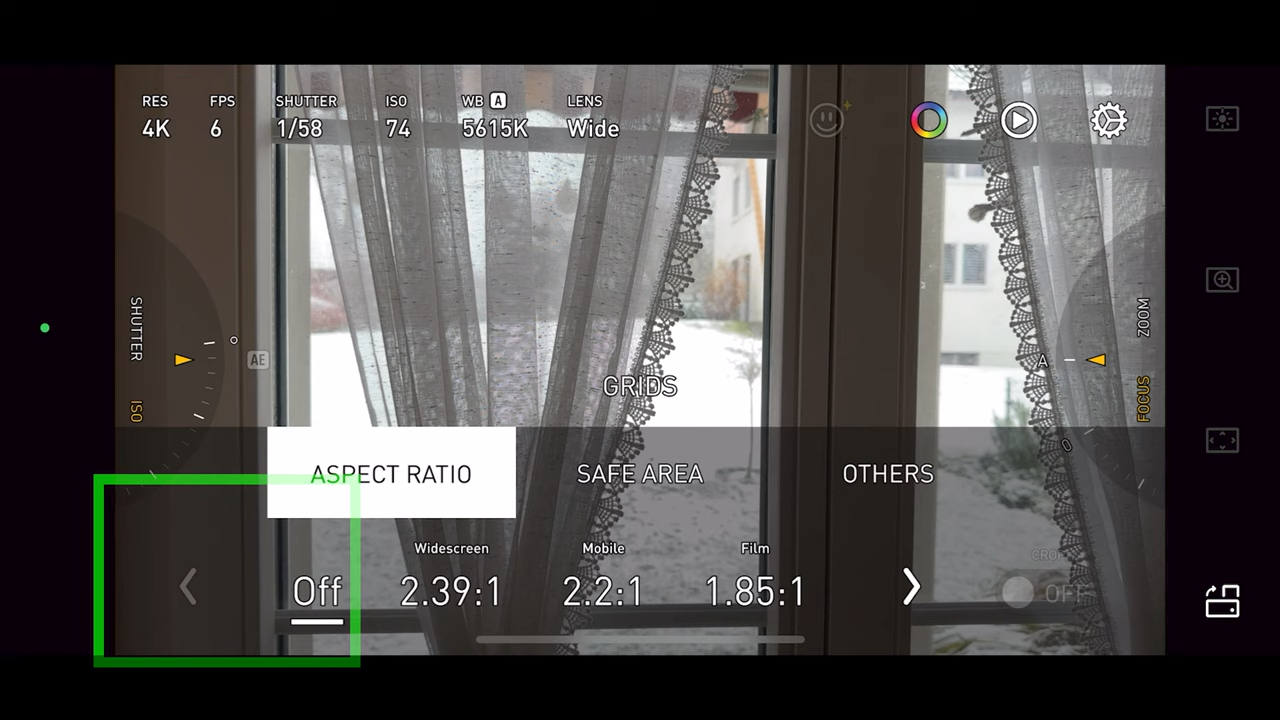 RES FPS SHUTTER ISO WB A LENS
4K 6 1/58 74 5615K Wide
SHUTTER
ISO
AE
ZOOM
A
FOCUS
0
GRIDS
ASPECT RATIO SAFE AREA OTHERS
Widescreen Mobile Film
Off 2.39:1 2.2:1 1.85:1
CROP
OFF